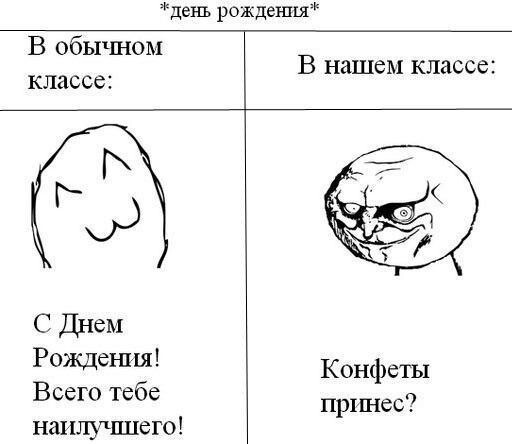 *день рождения*
В обычном
классе:
В нашем классе:
С Днем
Рождения!
Всего тебе
наилучшего!
Конфеты
принес?